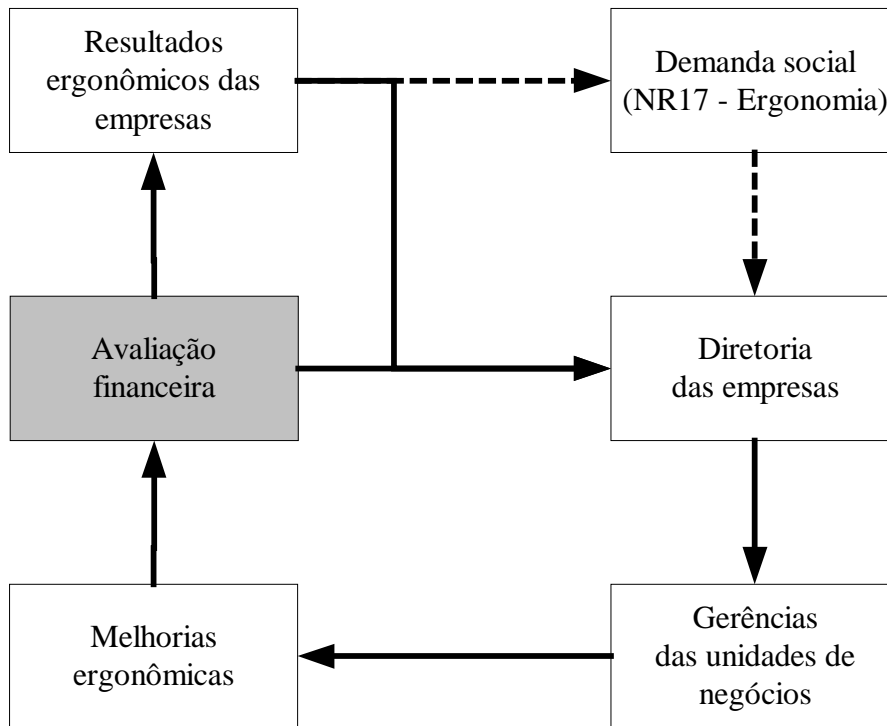 Resultados
ergonômicos das
empresas
Demanda social
(NR17 - Ergonomia)
Avaliação
financeira
Diretoria
das empresas
Melhorias
ergonômicas
Gerências
das unidades de
negócios